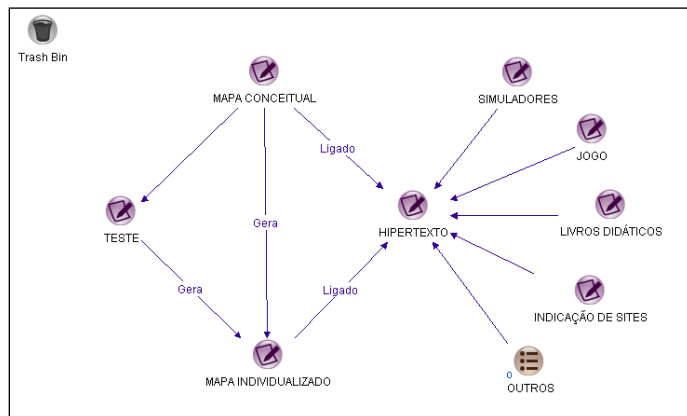 Trash Bin
MAPA CONCEITUAL
SIMULADORES
Ligado
JOGO
TESTE
Gera
HIPERTEXTO
LIVROS DIDÁTICOS
Gera
Ligado
INDICAÇÃO DE SITES
MAPA INDIVIDUALIZADO
0
OUTROS